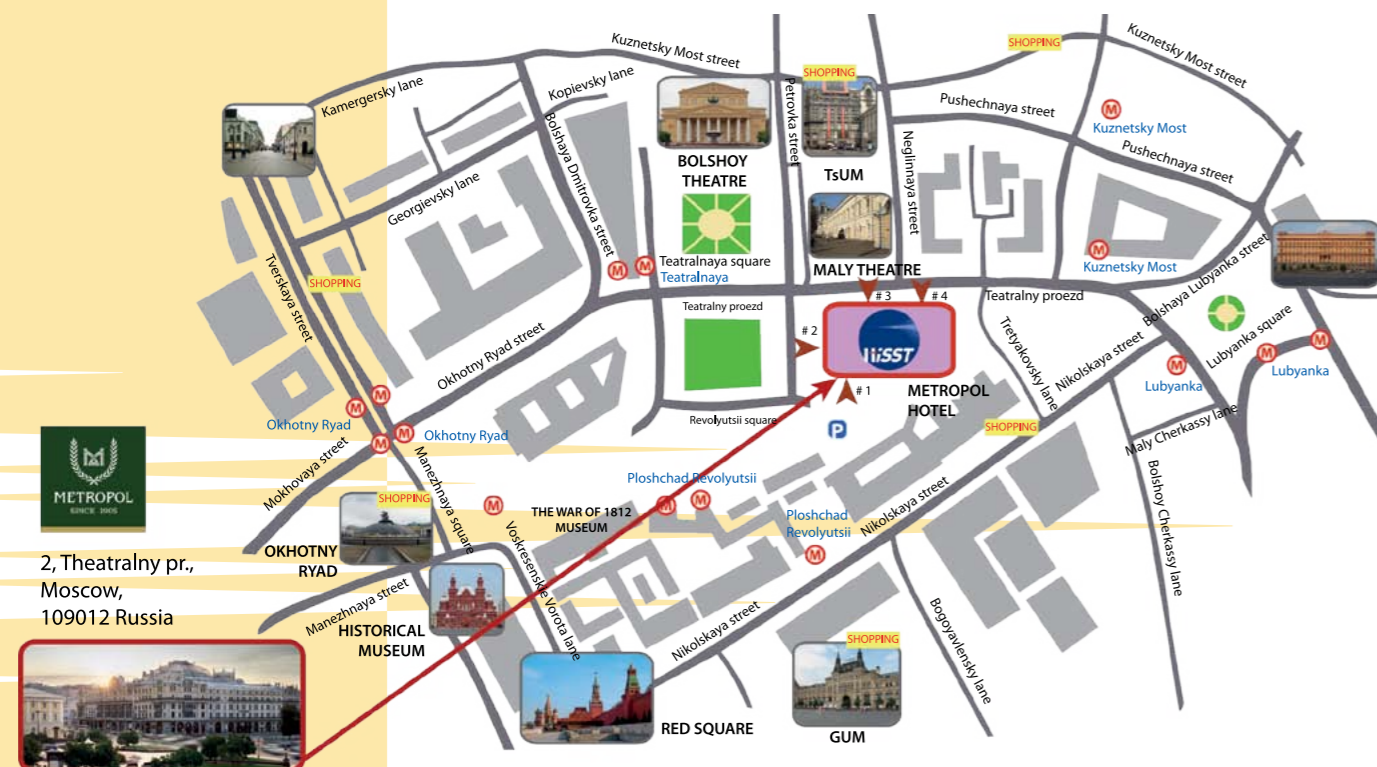 Kuznetsky Most street
SHOPPING
Kuznetsky Most street
Kamergersky lane
Kopievsky lane
SHOPPING
Petrovka street
Pushechnaya street
M
Kuznetsky Most
Pushechnaya street
Bolshaya Dmitrovka street
BOLSHOY
THEATRE
TsUM
Neglinnaya street
Georgievsky lane
Tverskaya street
SHOPPING
M
M
Teatralnaya square
Teatralnaya
MALY THEATRE
M
Kuznetsky Most
Bolshaya Lubyanka street
Teatralny proezd
# 3
# 4
Teatralny proezd
# 2
HiSST
# 1
METROPOL
HOTEL
Tretyakovsky lane
Nikolskaya street
Lubyanka square
M
Lubyanka
M
M
Lubyanka
Okhotny Ryad street
M
M
Okhotny Ryad
M
M
Okhotny Ryad
Revolyutsii square
P
SHOPPING
Maly Cherkassy lane
Bolshoy Cherkassy lane
Mokhovaya street
Manezhnaya square
METROPOL
SINCE 1905
2, Theatralny pr.,
Moscow,
109012 Russia
SHOPPING
OKHOTNY
RYAD
M
THE WAR OF 1812
MUSEUM
Ploshchad Revolyutsii
M
M
Ploshchad
Revolyutsii
M
Nikolskaya street
Voskresenskie Vorota lane
Manezhnaya street
HISTORICAL
MUSEUM
Nikolskaya street
Bogoyavlensky lane
RED SQUARE
SHOPPING
GUM